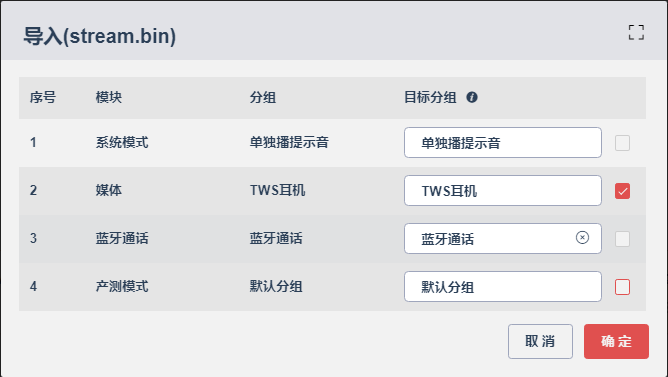 导入(stream.bin)
序号 模块 分组 目标分组
1 系统模式 单独播提示音 单独播提示音
2 媒体 TWS耳机 TWS耳机
3 蓝牙通话 蓝牙通话 蓝牙通话
4 产测模式 默认分组 默认分组
取消 确定